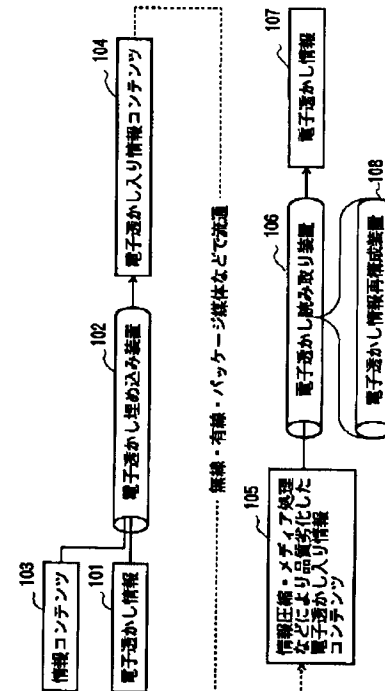 103
情報コンテンツ
101
電子透かし情報
102
電子透かし埋め込み装置
104
電子透かし入り情報コンテンツ
無線・有線・パッケージ媒体などで流通
105
情報圧縮・メディア処理
などにより品質劣化した
電子透かし入り情報
コンテンツ
106
電子透かし読み取り装置
107
電子透かし情報
108
電子透かし情報再構成装置